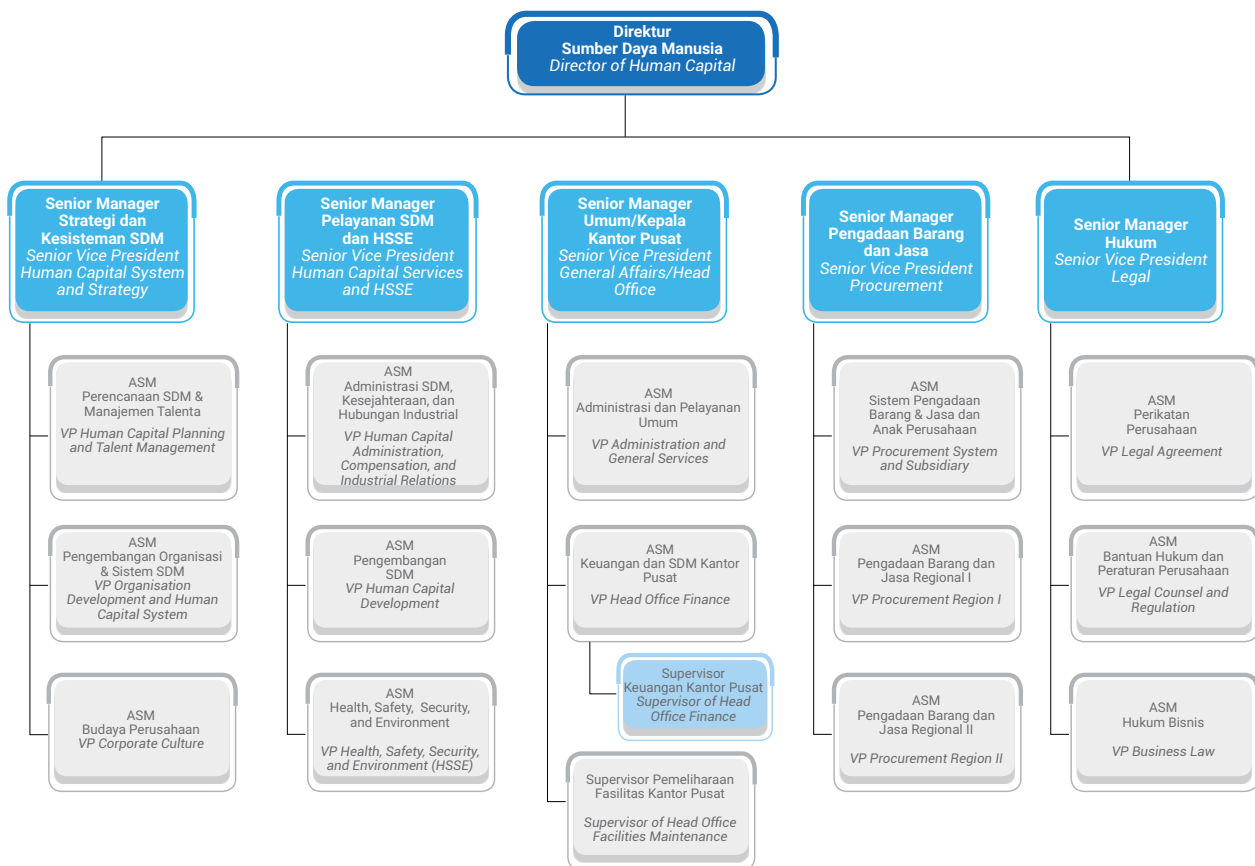 Direktur
Sumber Daya Manusia
Director of Human Capital
Senior Manager
Strategi dan
Kesisteman SDM
Senior Vice President
Human Capital System
and Strategy
ASM
Perencanaan SDM &
Manajemen Talenta
VP Human Capital Planning
and Talent Management
ASM
Pengembangan Organisasi
& Sistem SDM
VP Organisation
Development and Human
Capital System
ASM
Budaya Perusahaan
VP Corporate Culture
Senior Manager
Pelayanan SDM
dan HSSE
Senior Vice President
Human Capital Services
and HSSE
ASM
Administrasi SDM,
Kesejahteraan, dan
Hubungan Industrial
VP Human Capital
Administration,
Compensation, and
Industrial Relations
ASM
Pengembangan
SDM
VP Human Capital
Development
ASM
Health, Safety, Security,
and Environment
VP Health, Safety, Security,
and Environment (HSSE)
Senior Manager
Umum/Kepala
Kantor Pusat
Senior Vice President
General Affairs/Head
Office
ASM
Administrasi dan Pelayanan
Umum
VP Administration and
General Services
ASM
Keuangan dan SDM Kantor
Pusat
VP Head Office Finance
Supervisor
Keuangan Kantor Pusat
Supervisor of Head
Office Finance
Supervisor Pemeliharaan
Fasilitas Kantor Pusat
Supervisor of Head Office
Facilities Maintenance
Senior Manager
Pengadaan Barang
dan Jasa
Senior Vice President
Procurement
ASM
Sistem Pengadaan
Barang & Jasa dan
Anak Perusahaan
VP Procurement System
and Subsidiary
ASM
Pengadaan Barang dan
Jasa Regional I
VP Procurement Region I
ASM
Pengadaan Barang dan
Jasa Regional II
VP Procurement Region II
Senior Manager
Hukum
Senior Vice President
Legal
ASM
Perikatan
Perusahaan
VP Legal Agreement
ASM
Bantuan Hukum dan
Peraturan Perusahaan
VP Legal Counsel and
Regulation
ASM
Hukum Bisnis
VP Business Law